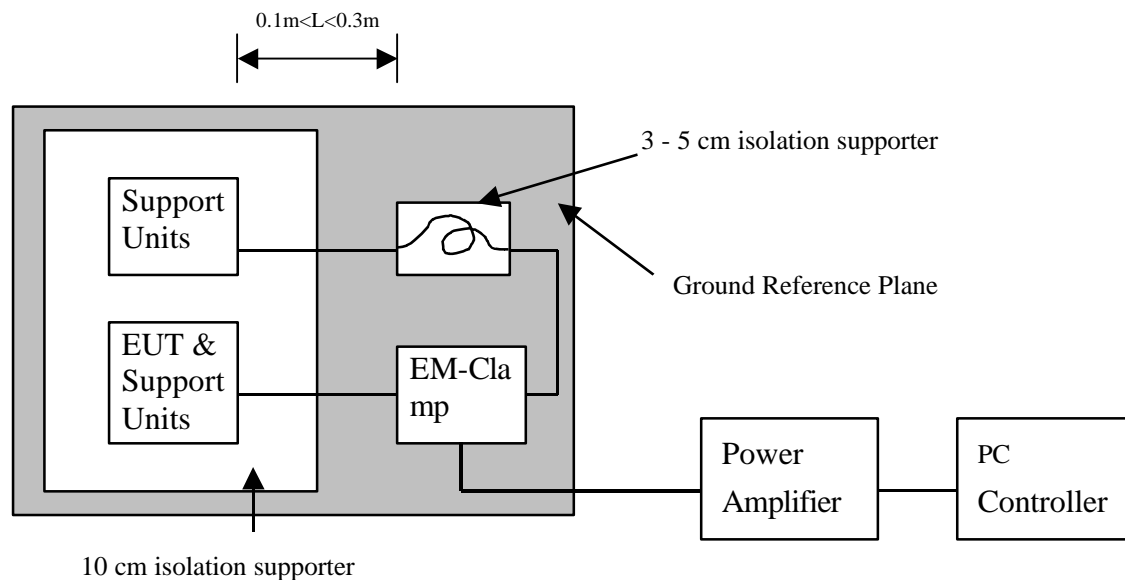 0.1m<L<0.3m
3 - 5 cm isolation supporter
Support
Units
Ground Reference Plane
EUT &
Support
Units
EM-Cla
mp
Power
Amplifier
PC
Controller
10 cm isolation supporter